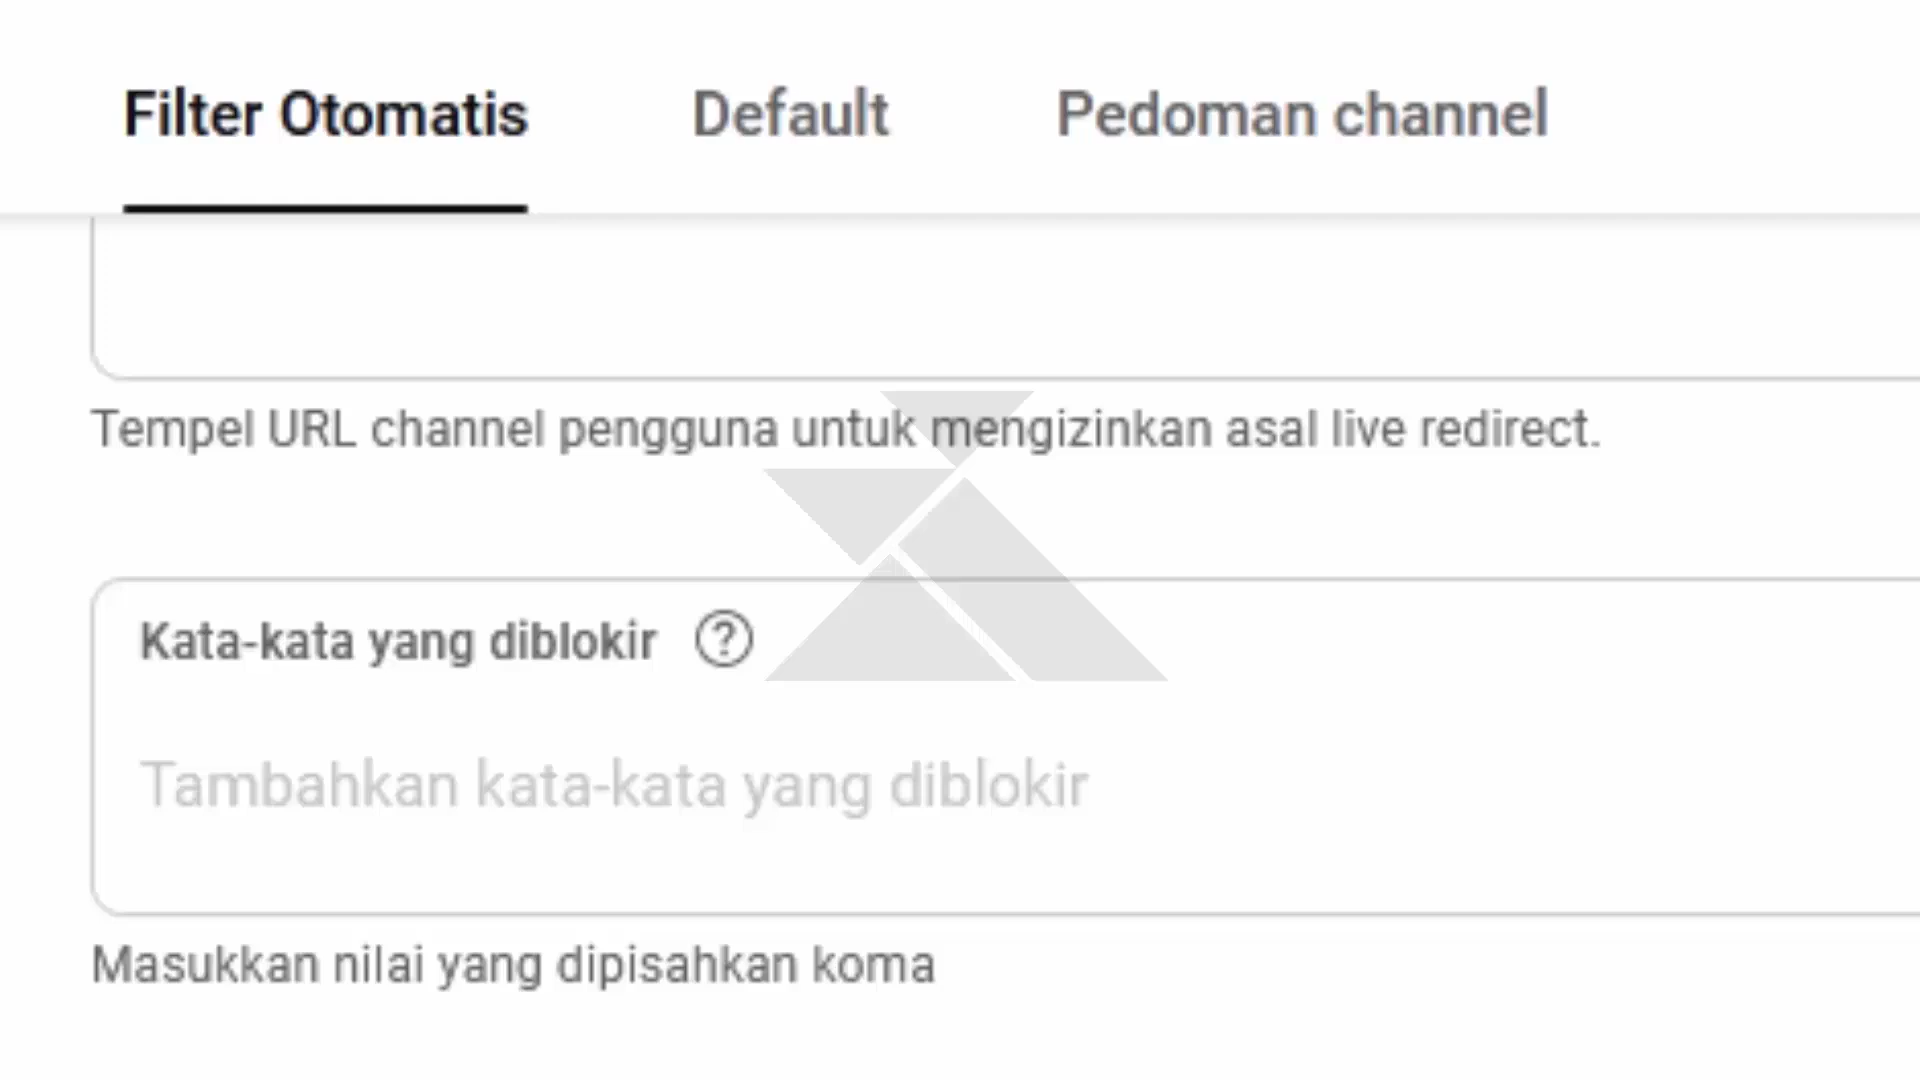 Filter Otomatis Default Pedoman channel
Tempel URL channel pengguna untuk mengizinkan asal live redirect.
Kata-kata yang diblokir ?
Tambahkan kata-kata yang diblokir
Masukkan nilai yang dipisahkan koma